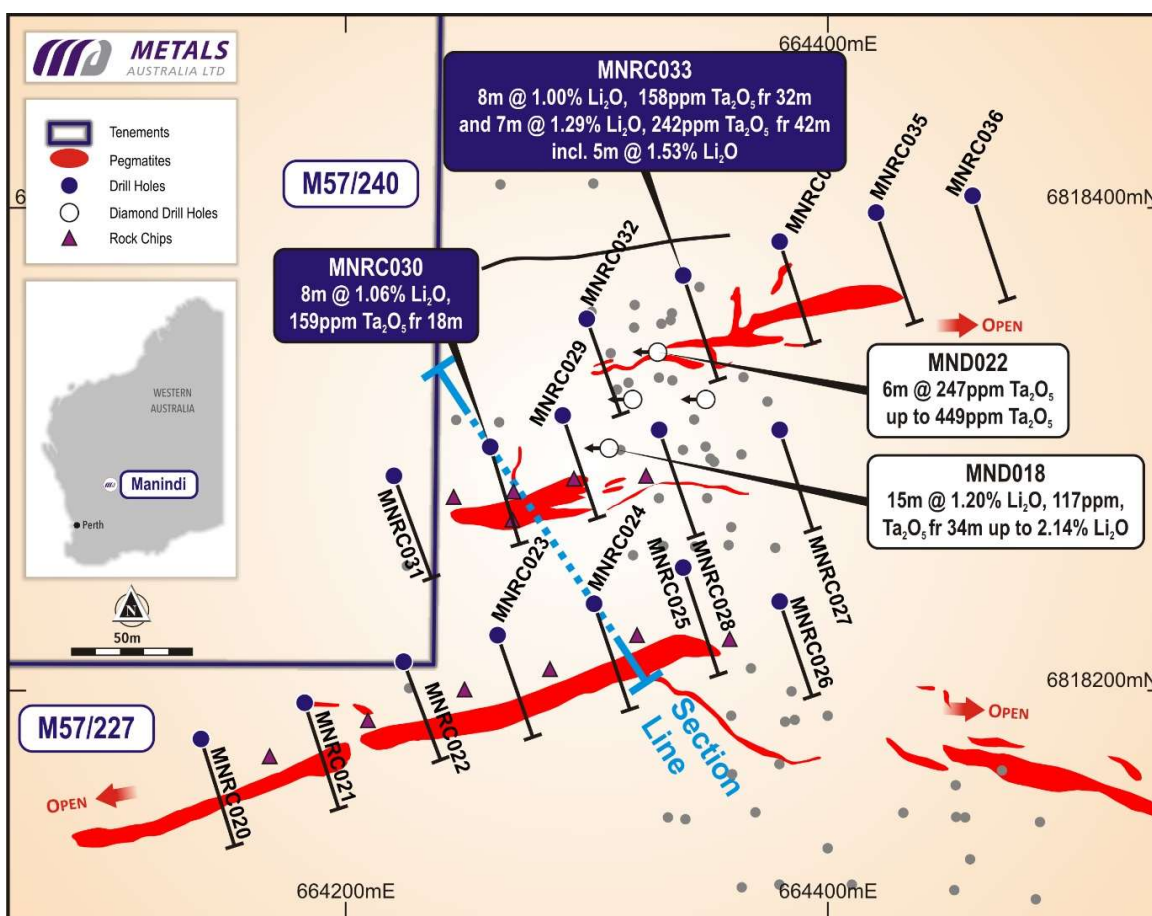 METALS
AUSTRALIA LTD
Tenements
Pegmatites
Drill Holes
Diamond Drill Holes
Rock Chips
WESTERN
AUSTRALIA
Manindi
Perth
N
50m
M57/240
M57/227
664400mE
6818400mN
6818200mN
664200mE
664400mE
MNRC033
8m @ 1.00% Li₂O, 158ppm Ta₂O₅ fr 32m
and 7m @ 1.29% Li₂O, 242ppm Ta₂O₅ fr 42m
incl. 5m @ 1.53% Li₂O
MNRC030
8m @ 1.06% Li₂O,
159ppm Ta₂O₅ fr 18m
MND022
6m @ 247ppm Ta₂O₅
up to 449ppm Ta₂O₅
MND018
15m @ 1.20% Li₂O, 117ppm,
Ta₂O₅ fr 34m up to 2.14% Li₂O
MNRC035
MNRC036
MNRC032
MNRC029
MNRC031
MNRC023
MNRC024
MNRC025
MNRC028
MNRC027
MNRC026
MNRC022
MNRC021
MNRC020
OPEN
OPEN
OPEN
Section
Line